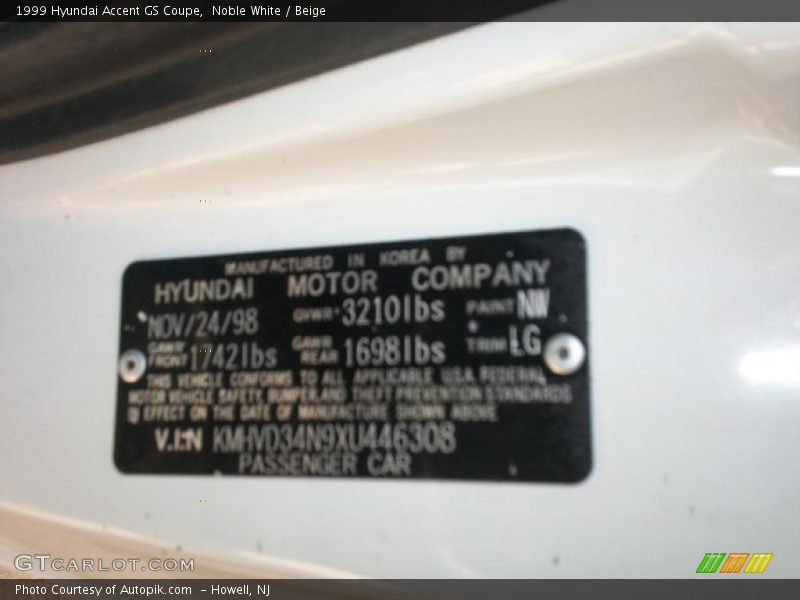 1999 Hyundai Accent GS Coupe, Noble White / Beige
MANUFACTURED IN KOREA BY
HYUNDAI MOTOR COMPANY
NOV/24/98 GVWR 3210lbs PAINT NW
GAWR FRONT 1742lbs GAWR REAR 1698lbs TRIM LG
THIS VEHICLE CONFORMS TO ALL APPLICABLE U.S.A. FEDERAL
MOTOR VEHICLE SAFETY, BUMPER, AND THEFT PREVENTION STANDARDS
IN EFFECT ON THE DATE OF MANUFACTURE SHOWN ABOVE
V.I.N KMHVD34N9XU446308
PASSENGER CAR
GTCARLOT.COM
Photo Courtesy of Autopik.com - Howell, NJ